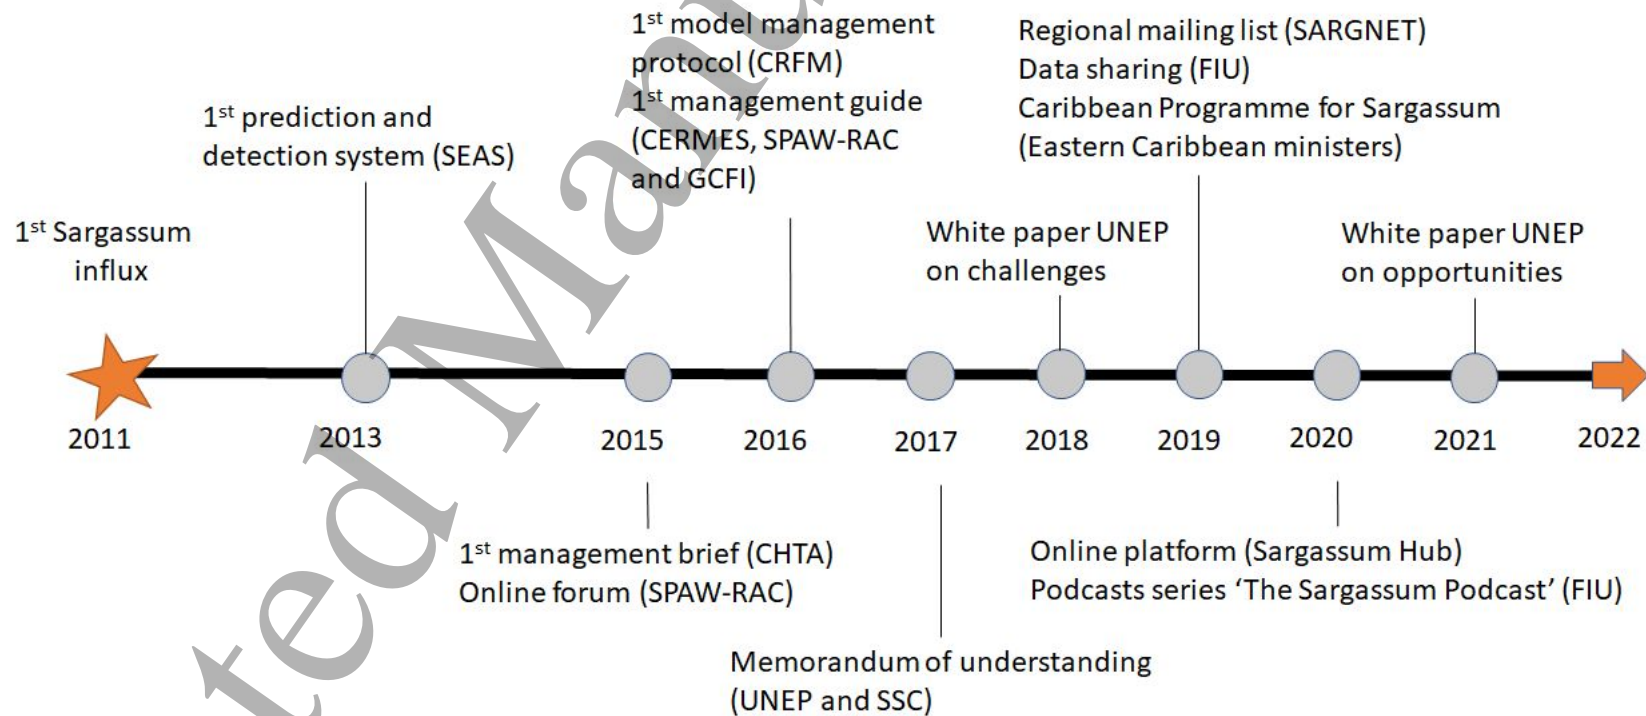 1st model management
protocol (CRFM)
1st management guide
(CERMES, SPAW-RAC
and GCFI)
Regional mailing list (SARGNET)
Data sharing (FIU)
Caribbean Programme for Sargassum
(Eastern Caribbean ministers)
1st prediction and
detection system (SEAS)
1st Sargassum
influx
White paper UNEP
on challenges
White paper UNEP
on opportunities
2011
2013
2015
2016
2017
2018
2019
2020
2021
2022
1st management brief (CHTA)
Online forum (SPAW-RAC)
Online platform (Sargassum Hub)
Podcasts series ‘The Sargassum Podcast’ (FIU)
Memorandum of understanding
(UNEP and SSC)
ted Manu